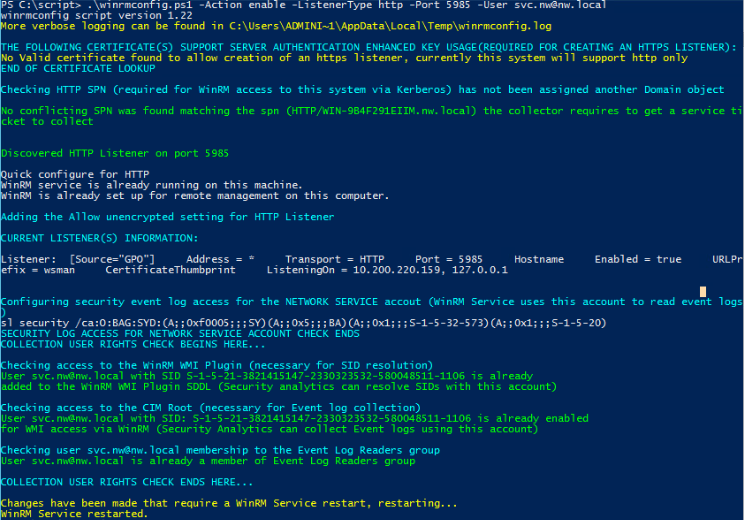 PS C:\script> .\winrmconfig.ps1 -Action enable -ListenerType http -Port 5985 -User svc.nw@nw.local
winrmconfig script version 1.22
More verbose logging can be found in C:\Users\ADMINI~1\AppData\Local\Temp\winrmconfig.log
THE FOLLOWING CERTIFICATE(S) SUPPORT SERVER AUTHENTICATION ENHANCED KEY USAGE(REQUIRED FOR CREATING AN HTTPS LISTENER):
No Valid certificate found to allow creation of an https listener, currently this system will support http only
END OF CERTIFICATE LOOKUP
Checking HTTP SPN (required for WinRM access to this system via Kerberos) has not been assigned another Domain object
No conflicting SPN was found matching the spn (HTTP/WIN-984F291EIIM.nw.local) the collector requires to get a service ti
cket to collect
Discovered HTTP Listener on port 5985
Quick configure for HTTP
WinRM service is already running on this machine.
WinRM is already set up for remote management on this computer.
Adding the Allow unencrypted setting for HTTP Listener
CURRENT LISTENER(S) INFORMATION:
Listener:  [Source="GPO"]     Address = *     Transport = HTTP     Port = 5985     Hostname     Enabled = true     URLPr
efix = wsman     CertificateThumbprint     ListeningOn = 10.200.220.159, 127.0.0.1
Configuring security event log access for the NETWORK SERVICE accout (WinRM Service uses this account to read event logs
)
sl security /ca:O:BAG:SYD:(A;;0xf0005;;;SY)(A;;0x5;;;BA)(A;;0x1;;;S-1-5-32-573)(A;;0x1;;;S-1-5-20)
SECURITY LOG ACCESS FOR NETWORK SERVICE ACCOUNT CHECK ENDS
COLLECTION USER RIGHTS CHECK BEGINS HERE...
Checking access to the WinRM WMI Plugin (necessary for SID resolution)
User svc.nw@nw.local with SID S-1-5-21-3821415147-2330323532-580048511-1106 is already
added to the WinRM WMI Plugin SDDL (Security analytics can resolve SIDs with this account)
Checking access to the CIM Root (necessary for Event log collection)
User svc.nw@nw.local with SID: S-1-5-21-3821415147-2330323532-580048511-1106 is already enabled
for WMI access via WinRM (Security Analytics can collect Event logs using this account)
Checking user svc.nw@nw.local membership to the Event Log Readers group
User svc.nw@nw.local is already a member of Event Log Readers group
COLLECTION USER RIGHTS CHECK ENDS HERE...
Changes have been made that require a WinRM Service restart, restarting...
WinRM Service restarted.